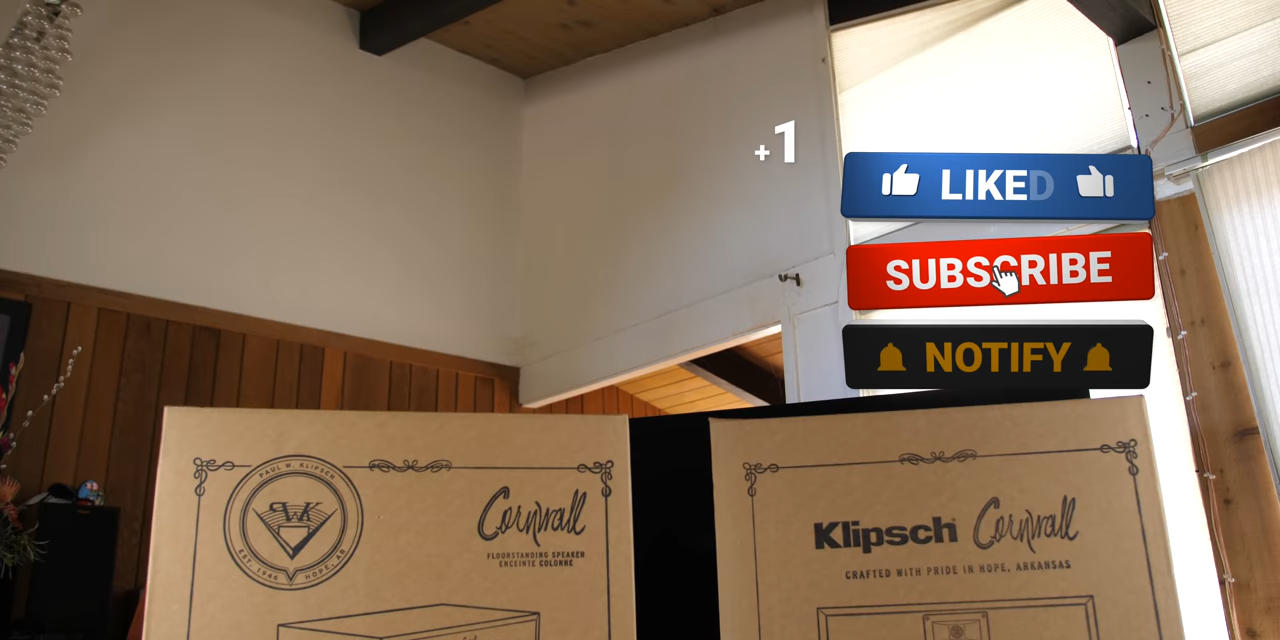 +1
LIKED
SUBSCRIBE
NOTIFY
PAUL W. KLIPSCH
PWK
EST. 1946 HOPE, AR
Cornwall
FLOORSTANDING SPEAKER
ENCEINTE COLONNE
Klipsch Cornwall
CRAFTED WITH PRIDE IN HOPE, ARKANSAS